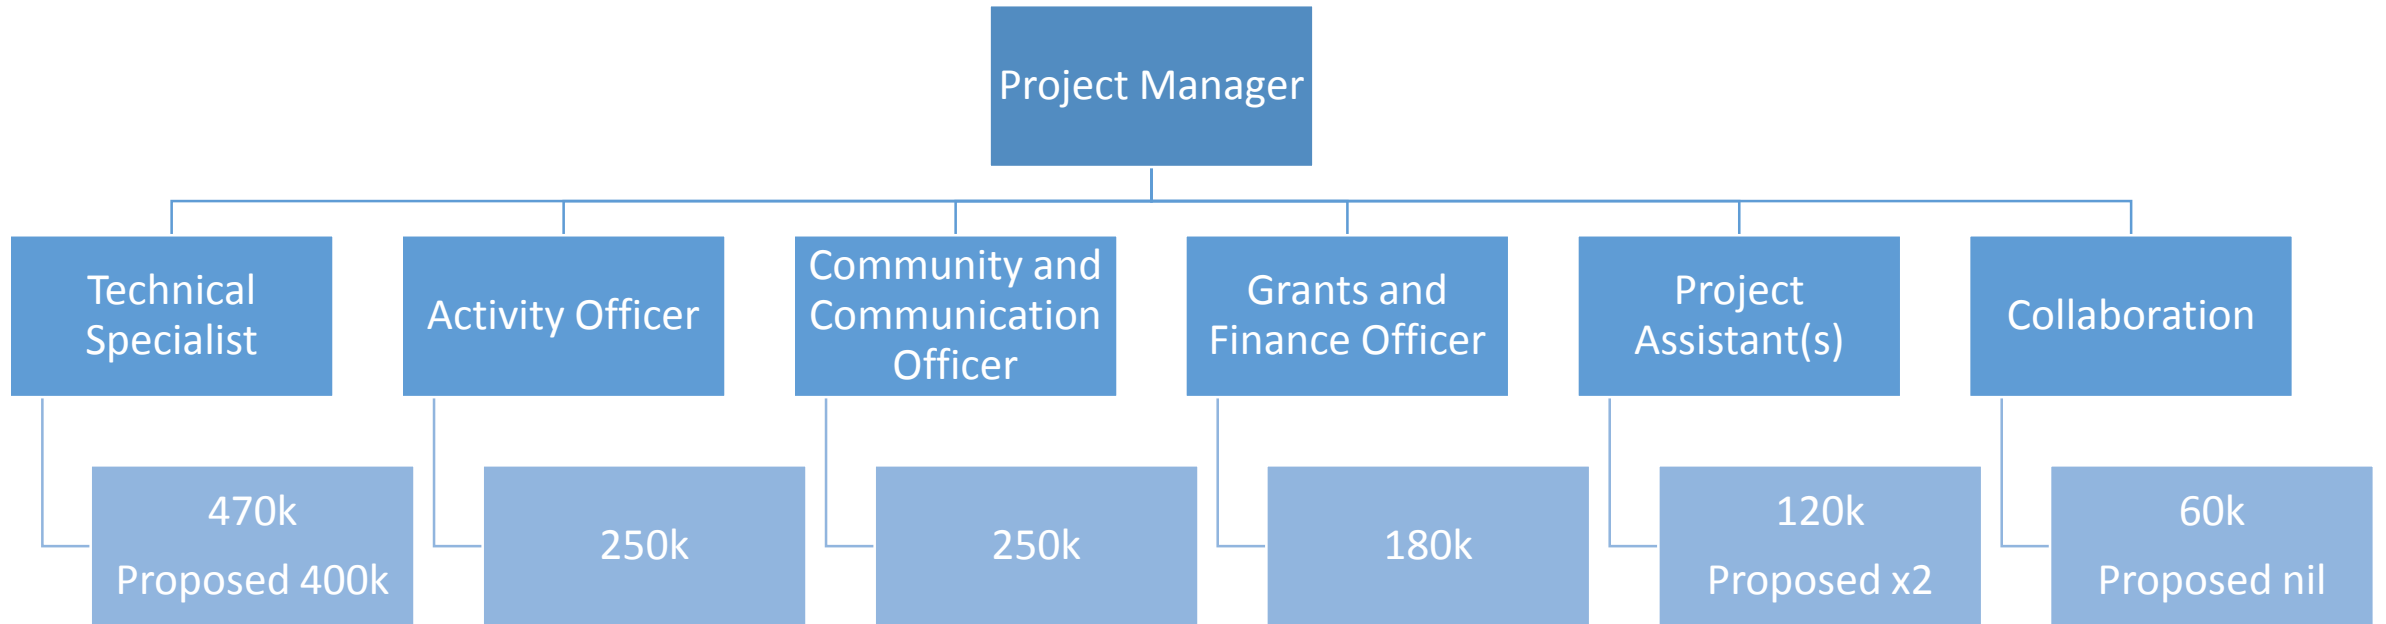 Project Manager
Technical
Specialist
Activity Officer
Community and
Communication
Officer
Grants and
Finance Officer
Project
Assistant(s)
Collaboration
470k
Proposed 400k
250k
250k
180k
120k
Proposed x2
60k
Proposed nil